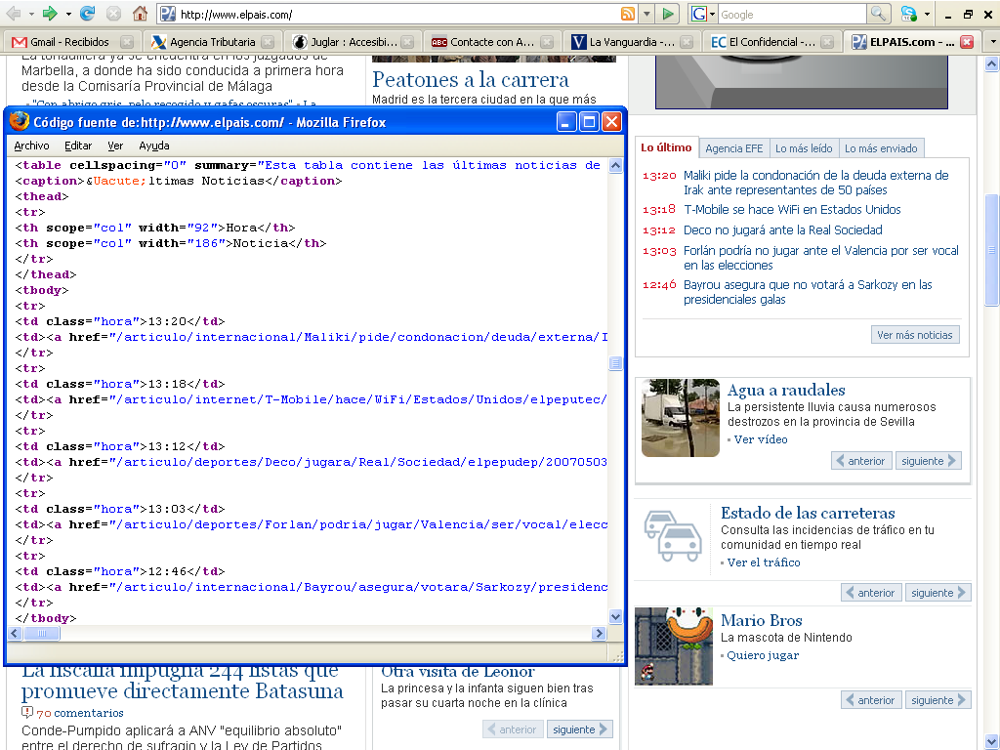 http://www.elpais.com/
Google
Gmail - Recibidos
Agencia Tributaria
Juglar : Accesibi...
Contacte con A...
La Vanguardia -...
El Confidencial -...
ELPAIS.com -...
La tonadillera ya se encuentra en los juzgados de
Marbella, a donde ha sido conducida a primera hora
desde la Comisaría Provincial de Málaga
"Con abrigo gris, pelo recogido y gafas oscuras" - La
Peatones a la carrera
Madrid es la tercera ciudad en la que más
Código fuente de: http://www.elpais.com/ - Mozilla Firefox
Archivo Editar Ver Ayuda
<table cellspacing="0" summary="Esta tabla contiene las últimas noticias de
<caption>&Uacute;ltimas Noticias</caption>
<thead>
<tr>
<th scope="col" width="92">Hora</th>
<th scope="col" width="186">Noticia</th>
</tr>
</thead>
<tbody>
<tr>
<td class="hora">13:20</td>
<td><a href="/articulo/internacional/Maliki/pide/condonacion/deuda/externa/I
</tr>
<tr>
<td class="hora">13:18</td>
<td><a href="/articulo/internet/T-Mobile/hace/WiFi/Estados/Unidos/elpeputec/
</tr>
<tr>
<td class="hora">13:12</td>
<td><a href="/articulo/deportes/Deco/jugara/Real/Sociedad/elpepudep/20070503
</tr>
<tr>
<td class="hora">13:03</td>
<td><a href="/articulo/deportes/Forlan/podria/jugar/Valencia/ser/vocal/elecc
</tr>
<tr>
<td class="hora">12:46</td>
<td><a href="/articulo/internacional/Bayrou/asegura/votara/Sarkozy/presidenc
</tr>
</tbody>
Lo último
Agencia EFE
Lo más leído
Lo más enviado
13:20 Maliki pide la condonación de la deuda externa de
Irak ante representantes de 50 países
13:18 T-Mobile se hace WiFi en Estados Unidos
13:12 Deco no jugará ante la Real Sociedad
13:03 Forlán podría no jugar ante el Valencia por ser vocal
en las elecciones
12:46 Bayrou asegura que no votará a Sarkozy en las
presidenciales galas
Ver más noticias
Agua a raudales
La persistente lluvia causa numerosos
destrozos en la provincia de Sevilla
Ver vídeo
anterior siguiente
Estado de las carreteras
Consulta las incidencias de tráfico en tu
comunidad en tiempo real
Ver el tráfico
anterior siguiente
Mario Bros
La mascota de Nintendo
Quiero jugar
anterior siguiente
La fiscalía impugna 244 listas que
promueve directamente Batasuna
70 comentarios
Conde-Pumpido aplicará a ANV "equilibrio absoluto"
entre el derecho de sufragio y la Ley de Partidos
Otra visita de Leonor
La princesa y la infanta siguen bien tras
pasar su cuarta noche en la clínica
anterior siguiente